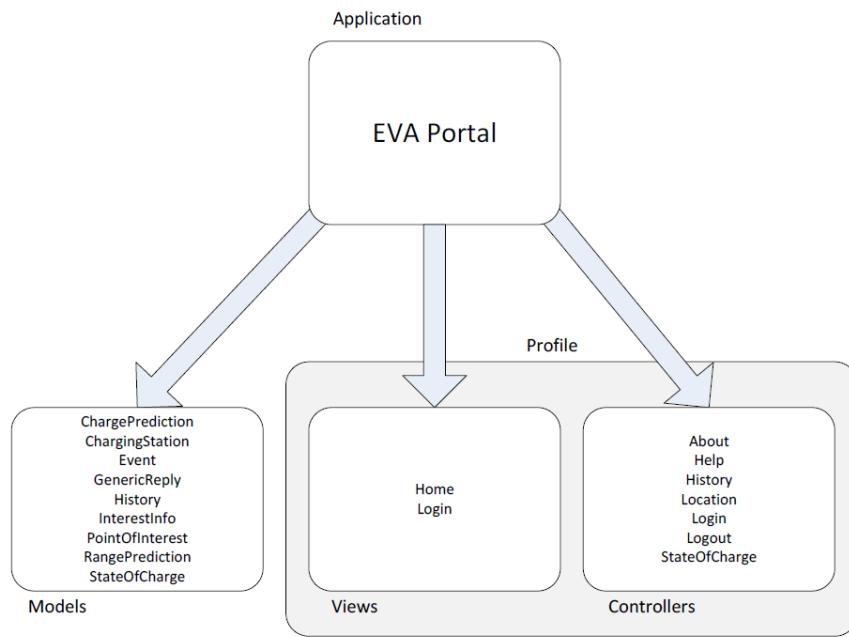 Application
EVA Portal
Profile
ChargePrediction
ChargingStation
Event
GenericReply
History
InterestInfo
PointOfInterest
RangePrediction
StateOfCharge
Models
Home
Login
Views
About
Help
History
Location
Login
Logout
StateOfCharge
Controllers